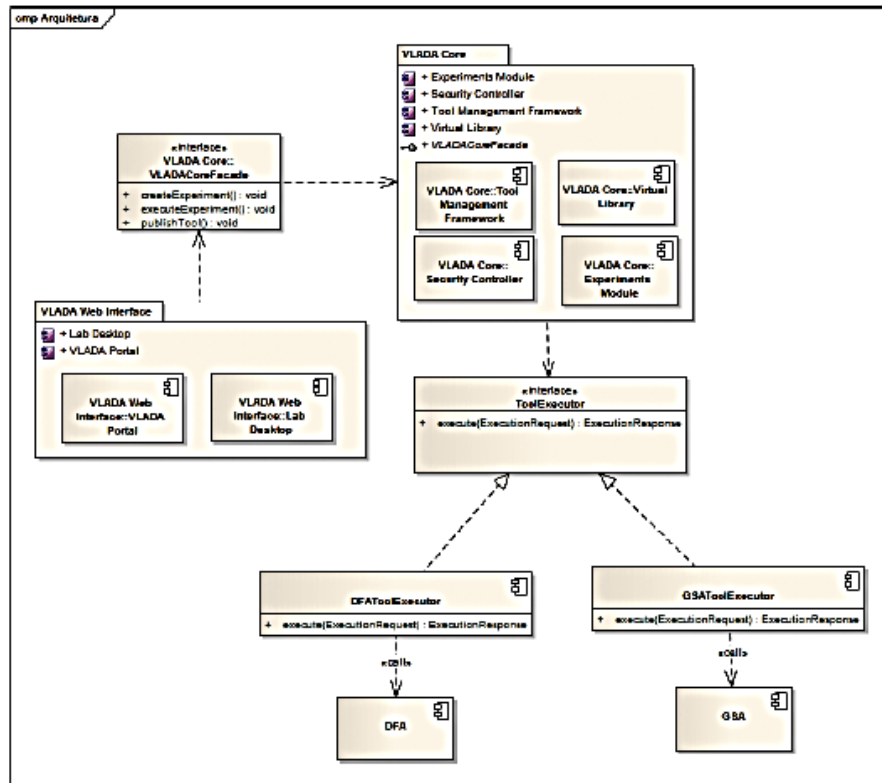 cmp Arquitetura
VLADA Core
+ Experiments Module
+ Security Controller
+ Tool Management Framework
+ Virtual Library
+ VLADACoreFacade
VLADA Core::Tool
Management
Framework
VLADA Core::Virtual
Library
VLADA Core::
Security Controller
VLADA Core::
Experiments
Module
«interface»
VLADA Core::
VLADACoreFacade
+ createExperiment() : void
+ executeExperiment() : void
+ publishTool() : void
VLADA Web Interface
+ Lab Desktop
+ VLADA Portal
VLADA Web
Interface::VLADA
Portal
VLADA Web
Interface::Lab
Desktop
«interface»
ToolExecutor
+ execute(ExecutionRequest) : ExecutionResponse
DFAToolExecutor
+ execute(ExecutionRequest) : ExecutionResponse
GSAToolExecutor
+ execute(ExecutionRequest) : ExecutionResponse
«call»
«call»
DFA
GSA